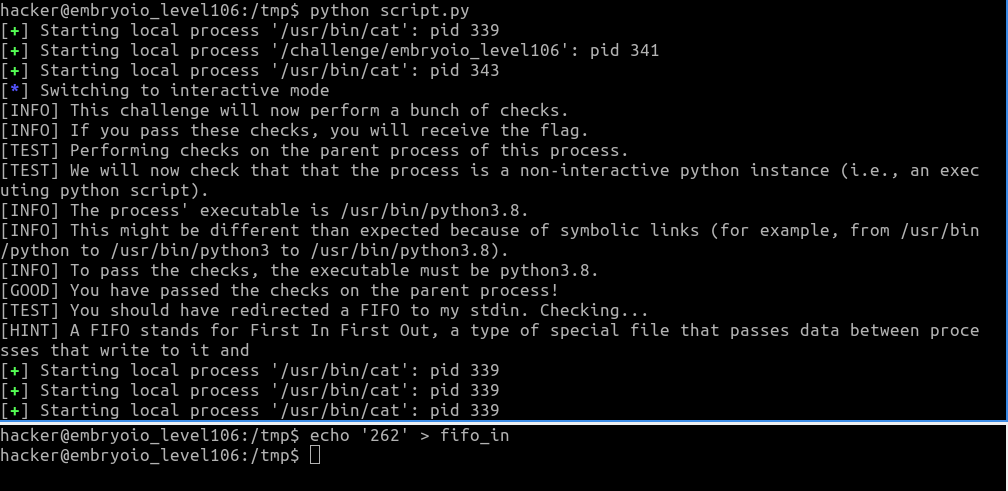 hacker@embryoio_level106:/tmp$ python script.py
[+] Starting local process '/usr/bin/cat': pid 339
[+] Starting local process '/challenge/embryoio_level106': pid 341
[+] Starting local process '/usr/bin/cat': pid 343
[*] Switching to interactive mode
[INFO] This challenge will now perform a bunch of checks.
[INFO] If you pass these checks, you will receive the flag.
[TEST] Performing checks on the parent process of this process.
[TEST] We will now check that that the process is a non-interactive python instance (i.e., an exec
uting python script).
[INFO] The process' executable is /usr/bin/python3.8.
[INFO] This might be different than expected because of symbolic links (for example, from /usr/bin
/python to /usr/bin/python3 to /usr/bin/python3.8).
[INFO] To pass the checks, the executable must be python3.8.
[GOOD] You have passed the checks on the parent process!
[TEST] You should have redirected a FIFO to my stdin. Checking...
[HINT] A FIFO stands for First In First Out, a type of special file that passes data between proce
sses that write to it and
[+] Starting local process '/usr/bin/cat': pid 339
[+] Starting local process '/usr/bin/cat': pid 339
[+] Starting local process '/usr/bin/cat': pid 339
hacker@embryoio_level106:/tmp$ echo '262' > fifo_in
hacker@embryoio_level106:/tmp$